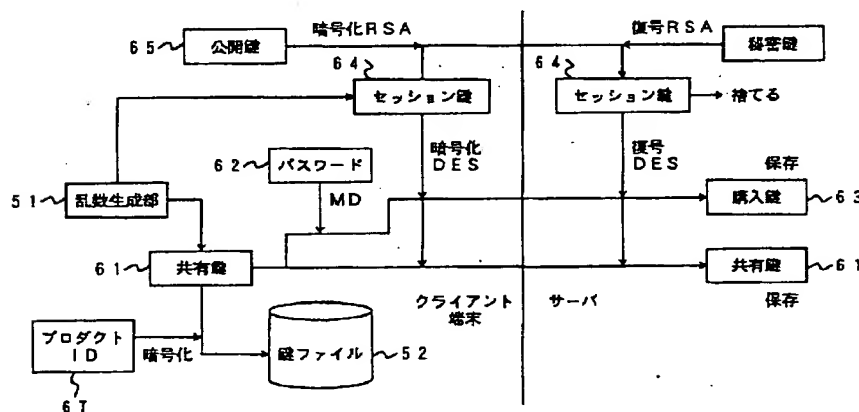 65
公開鍵
暗号化RSA
復号RSA
秘密鍵
64
64
セッション鍵
セッション鍵
捨てる
暗号化
DES
復号
DES
62
パスワード
保存
51
乱数生成部
MD
購入鍵
63
61
共有鍵
共有鍵
61
クライアント
端末
サーバ
保存
プロダクト
ID
暗号化
鍵ファイル
52
67